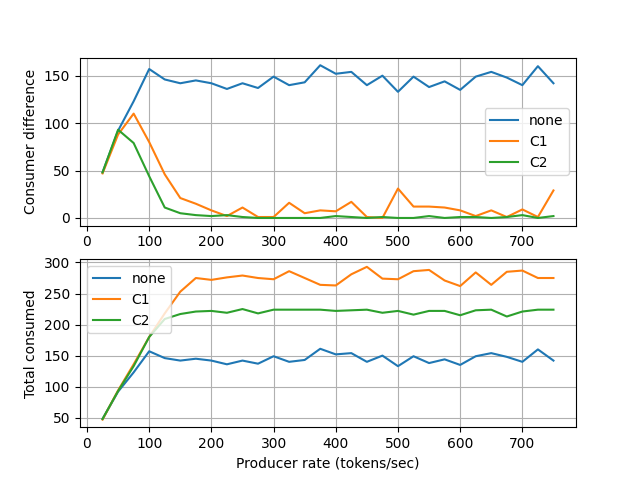 Consumer difference
150
100
50
0
none
C1
C2
0 100 200 300 400 500 600 700
Total consumed
300
250
200
150
100
50
none
C1
C2
0 100 200 300 400 500 600 700
Producer rate (tokens/sec)